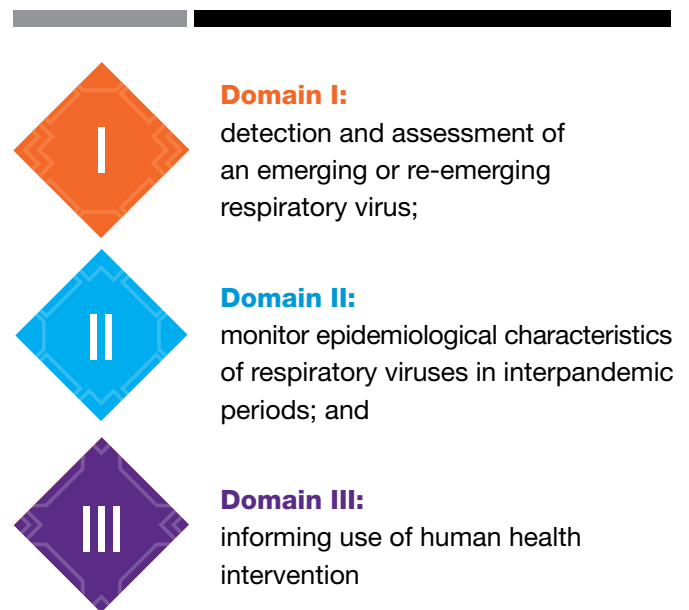 I
Domain I:
detection and assessment of
an emerging or re-emerging
respiratory virus;
II
Domain II:
monitor epidemiological characteristics
of respiratory viruses in interpandemic
periods; and
III
Domain III:
informing use of human health
intervention